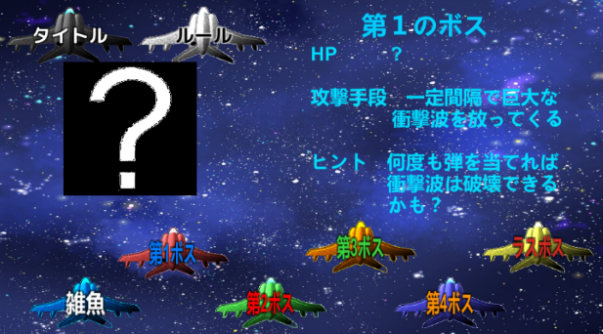 タイトル
ルール
第１のボス
HP ？
攻撃手段 一定間隔で巨大な
衝撃波を放ってくる
ヒント 何度も弾を当てれば
衝撃波は破壊できる
かも？
?
第1ボス
第3ボス
ラスボス
雑魚
第2ボス
第4ボス